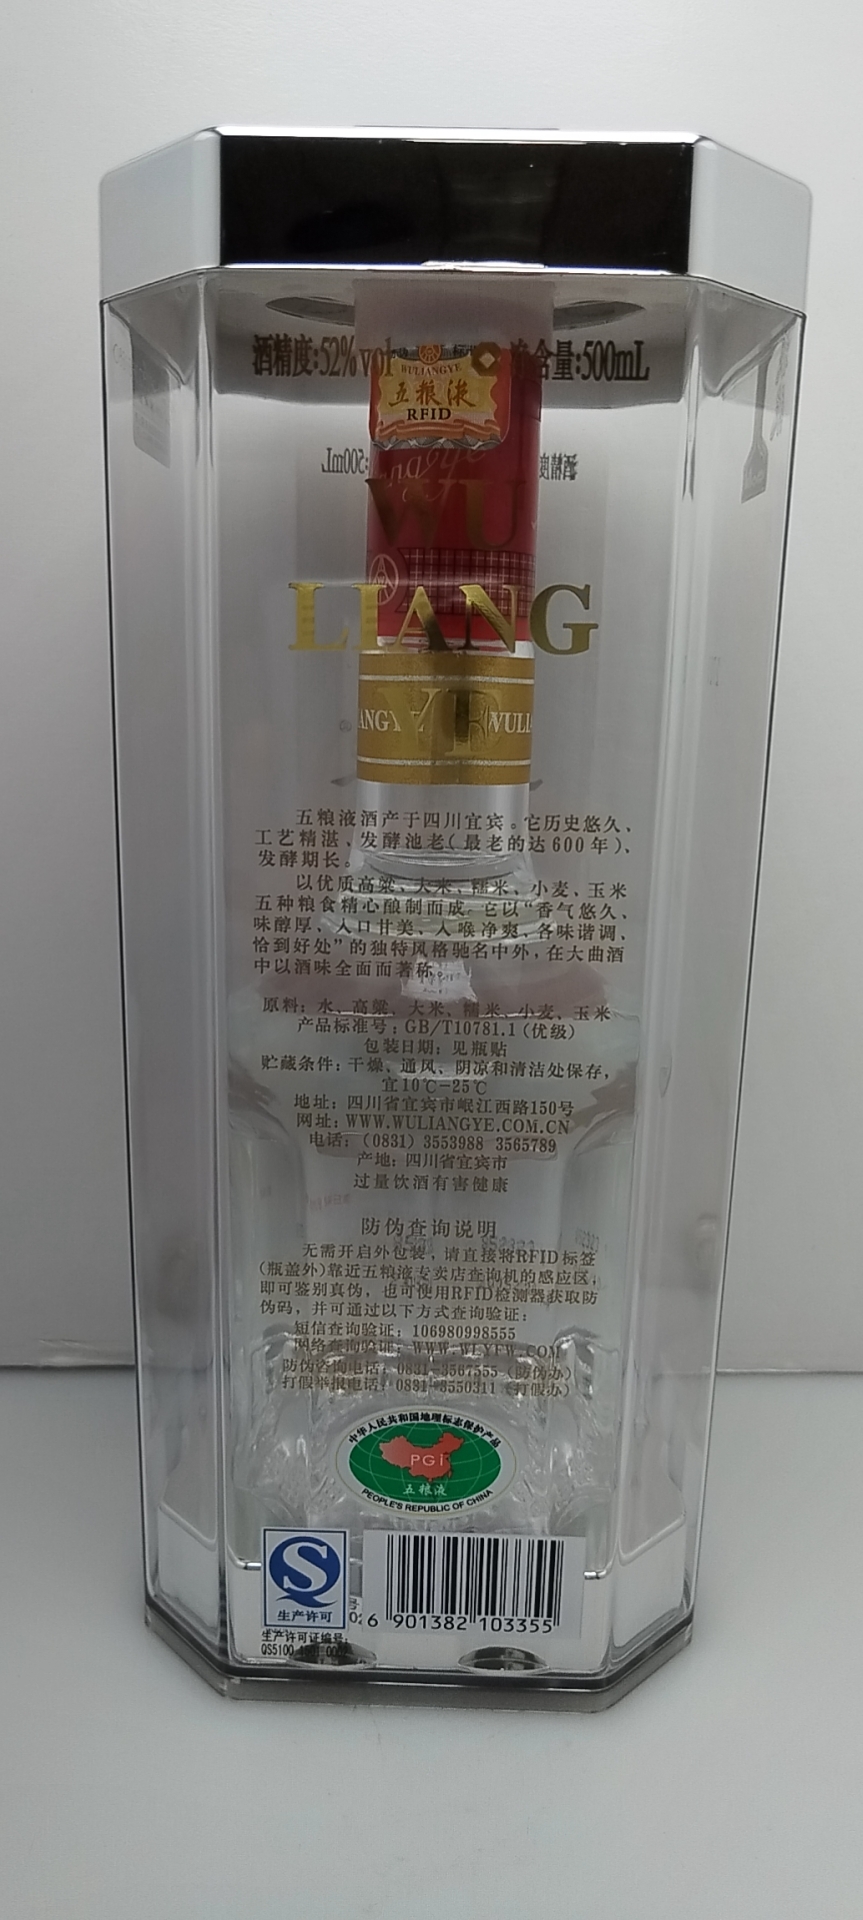 酒精度:52%vol
净含量:500mL
WULIANGYE
五粮液
RFID
WU
LIANG
YE
五粮液酒产于四川宜宾。它历史悠久、
工艺精湛、发酵池老（最老的达600年）、
发酵期长。
以优质高粱、大米、糯米、小麦、玉米
五种粮食精心酿制而成。它以“香气悠久、
味醇厚、入口甘美、入喉净爽、各味谐调、
恰到好处”的独特风格驰名中外，在大曲酒
中以酒味全面而著称。
原料：水、高粱、大米、糯米、小麦、玉米
产品标准号：GB/T10781.1（优级）
包装日期：见瓶贴
贮藏条件：干燥、通风、阴凉和清洁处保存，
宜10℃-25℃
地址：四川省宜宾市岷江西路150号
网址：WWW.WULIANGYE.COM.CN
电话：（0831）3553988 3565789
产地：四川省宜宾市
过量饮酒有害健康
防伪查询说明
无需开启外包装，请直接将RFID标签
（瓶盖外）靠近五粮液专卖店查询机的感应区，
即可鉴别真伪，也可使用RFID检测器获取防
伪码，并可通过以下方式查询验证：
短信查询验证：106980998555
网络查询验证：WWW.WLYFW.COM
防伪咨询电话：0831-3567555（防伪办）
打假举报电话：0831-3550311（打假办）
中华人民共和国地理标志保护产品
PGI
五粮液
PEOPLE'S REPUBLIC OF CHINA
生产许可
6 901382 103355
生产许可证编号:
QS5100